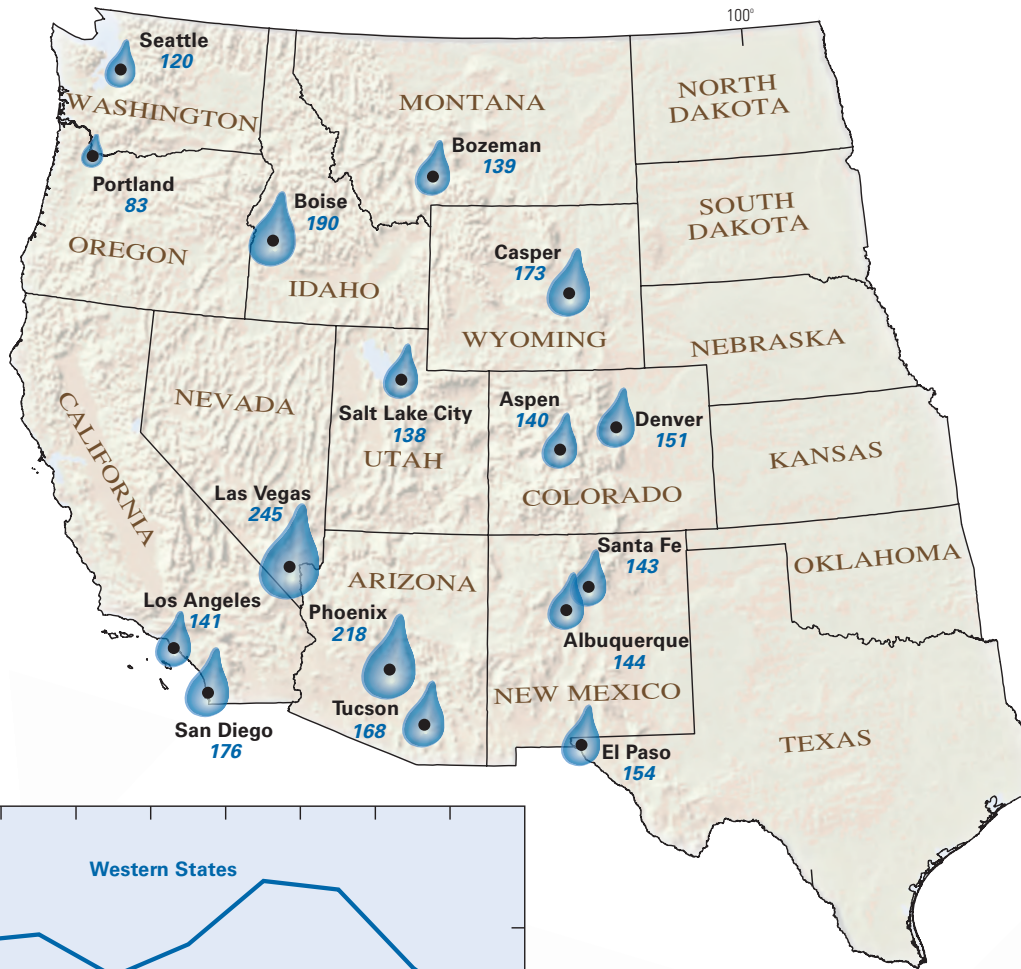 100°
Seattle
120
WASHINGTON
MONTANA
NORTH
DAKOTA
Bozeman
139
Portland
83
Boise
190
SOUTH
DAKOTA
OREGON
Casper
173
IDAHO
WYOMING
NEBRASKA
NEVADA
CALIFORNIA
Salt Lake City
138
UTAH
Aspen
140
Denver
151
KANSAS
COLORADO
Las Vegas
245
Santa Fe
143
OKLAHOMA
ARIZONA
Los Angeles
141
Phoenix
218
Albuquerque
144
NEW MEXICO
Tucson
168
San Diego
176
El Paso
154
TEXAS
Western States